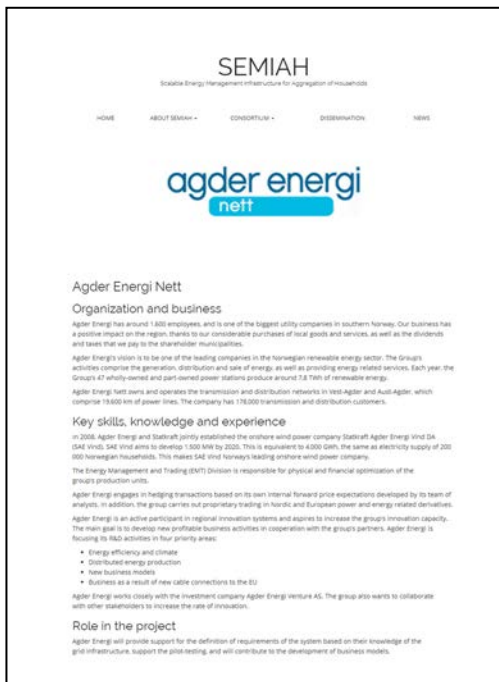 SEMIAH
Scalable Energy Management Infrastructure for Aggregation of Households
HOME ABOUT SEMIAH CONSORTIUM DISSEMINATION NEWS
agder energi
nett
Agder Energi Nett
Organization and business
Agder Energi has around 1.600 employees, and is one of the biggest utility companies in southern Norway. Our business has
a positive impact on the region, thanks to our considerable purchases of local goods and services, as well as the dividends
and taxes that we pay to the shareholder municipalities.
Agder Energi's vision is to be one of the leading companies in the Norwegian renewable energy sector. The Group's
activities comprise the generation, distribution and sale of energy, as well as providing energy related services. Each year, the
Group's 47 wholly-owned and part-owned power stations produce around 7.8 TWh of renewable energy.
Agder Energi Nett owns and operates the transmission and distribution networks in Vest-Agder and Aust-Agder, which
comprise 19.600 km of power lines. The company has 178.000 transmission and distribution customers.
Key skills, knowledge and experience
In 2008, Agder Energi and Statkraft jointly established the onshore wind power company Statkraft Agder Energi Vind DA
(SAE Vind). SAE Vind aims to develop 1.500 MW by 2020. This is equivalent to 4.000 GWh, the same as electricity supply of 200
000 Norwegian households. This makes SAE Vind Norway's leading onshore wind power company.
The Energy Management and Trading (EMT) Division is responsible for physical and financial optimization of the
group's production units.
Agder Energi engages in hedging transactions based on its own internal forward price expectations developed by its team of
analysts. In addition, the group carries out proprietary trading in Nordic and European power and energy related derivatives.
Agder Energi is an active participant in regional innovation systems and aspires to increase the group's innovation capacity.
The main goal is to develop new profitable business activities in cooperation with the group's partners. Agder Energi is
focusing its R&D activities in four priority areas:
• Energy efficiency and climate
• Distributed energy production
• New business models
• Business as a result of new cable connections to the EU
Agder Energi works closely with the investment company Agder Energi Venture AS. The group also wants to collaborate
with other stakeholders to increase the rate of innovation.
Role in the project
Agder Energi will provide support for the definition of requirements of the system based on their knowledge of the
grid infrastructure, support the pilot-testing, and will contribute to the development of business models.